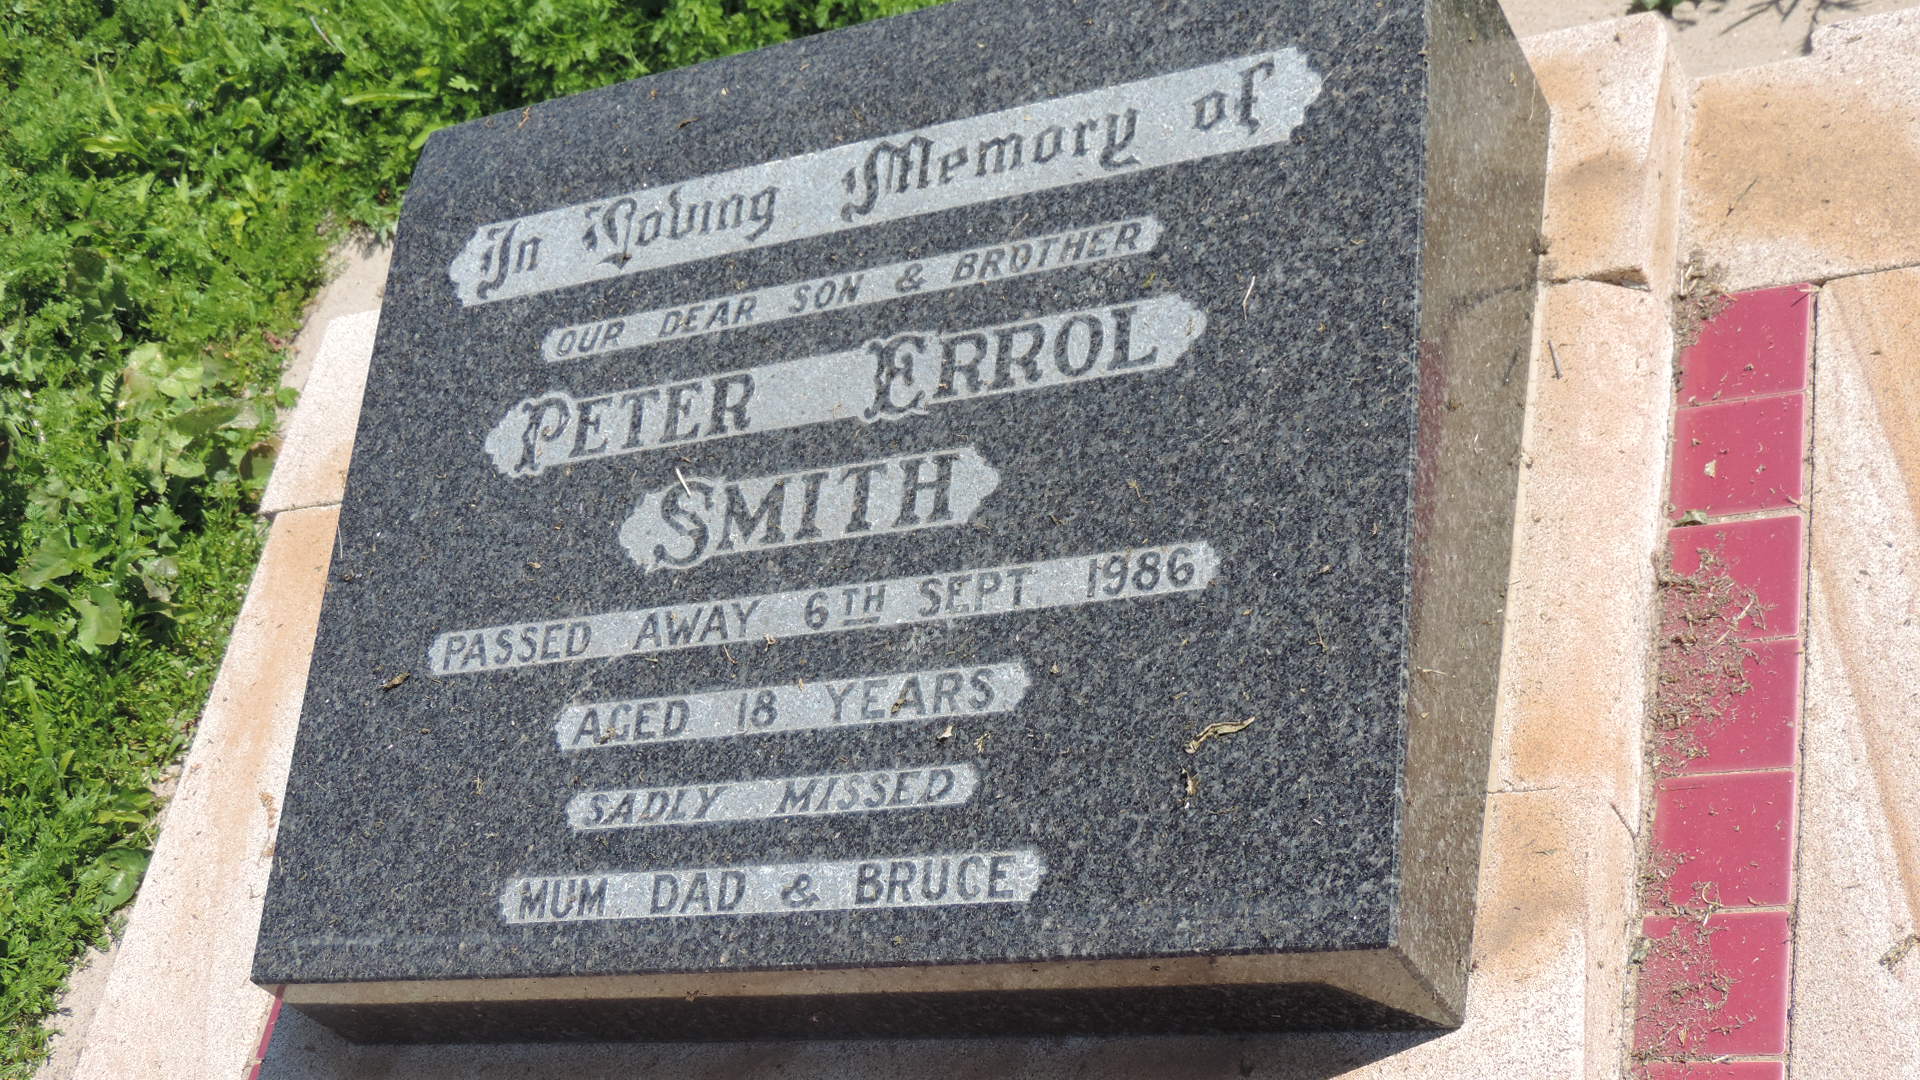 In Loving Memory of
OUR DEAR SON & BROTHER
PETER ERROL
SMITH
PASSED AWAY 6TH SEPT. 1986
AGED 18 YEARS
SADLY MISSED
MUM DAD & BRUCE